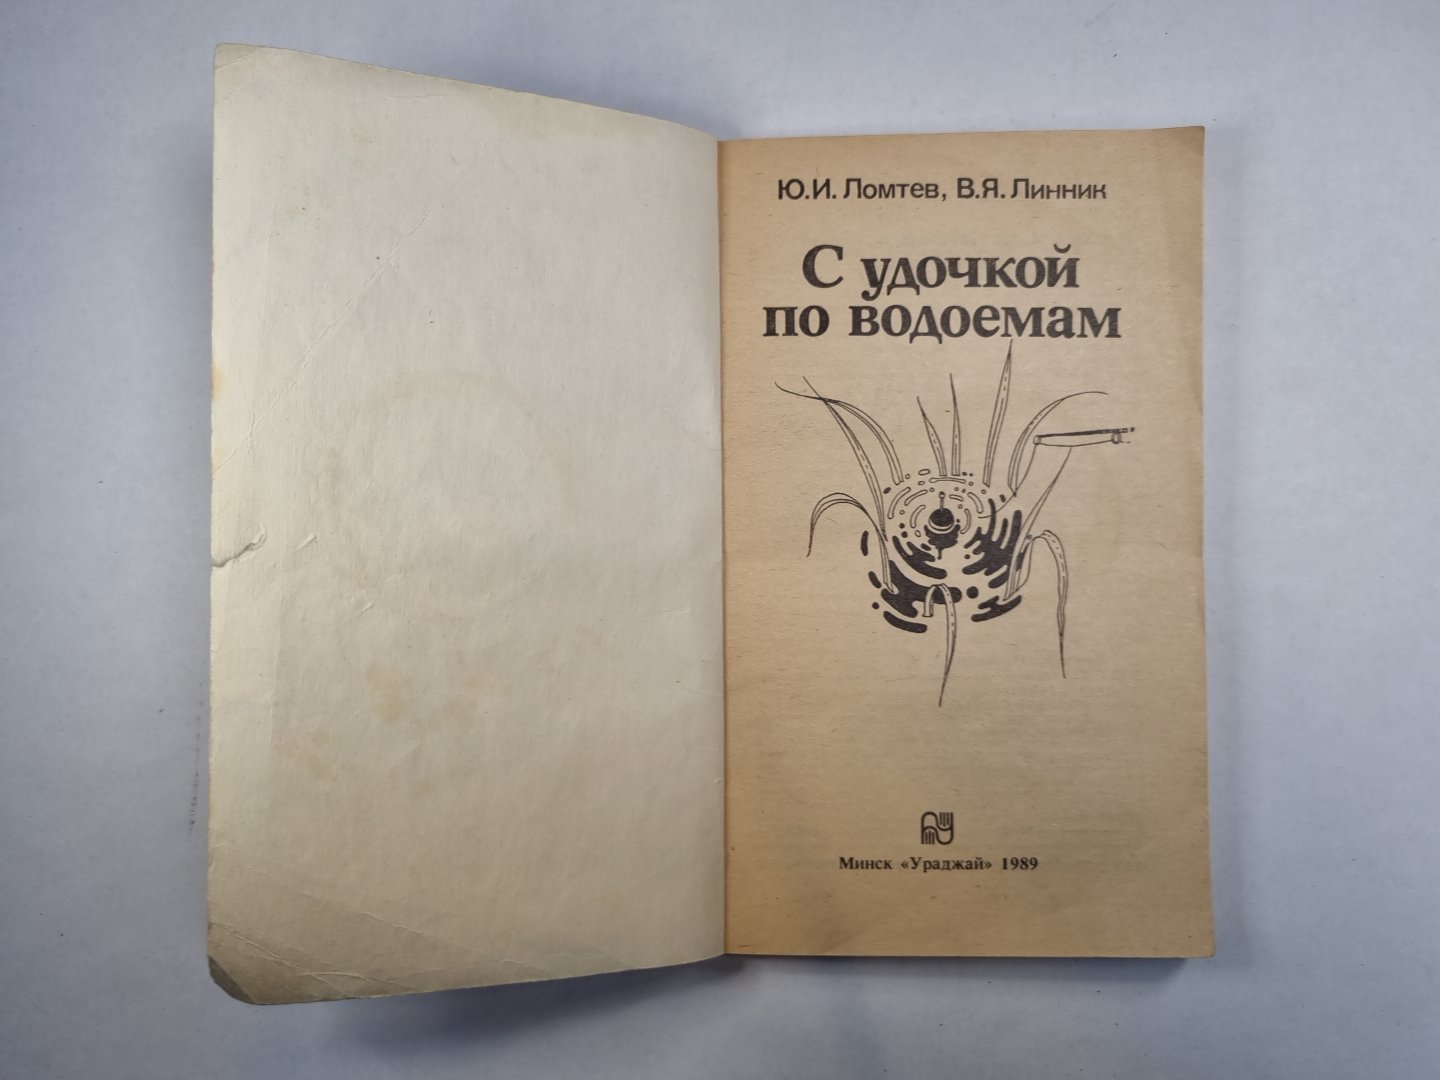 Ю.И. Ломтев, В.Я. Линник
С удочкой
по водоемам
Минск «Ураджай» 1989